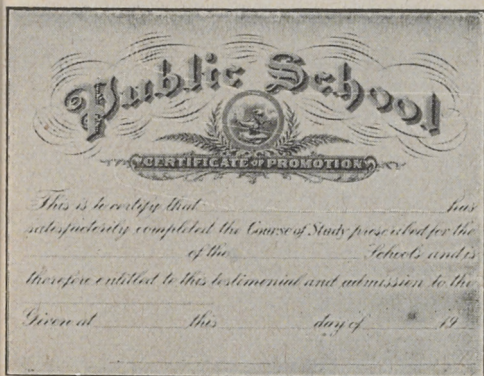 Public School
CERTIFICATE OF PROMOTION
This is to certify that has
satisfactorily completed the Course of Study prescribed for the
of the Schools and is
therefore entitled to this testimonial and admission to the
Given at this day of 19